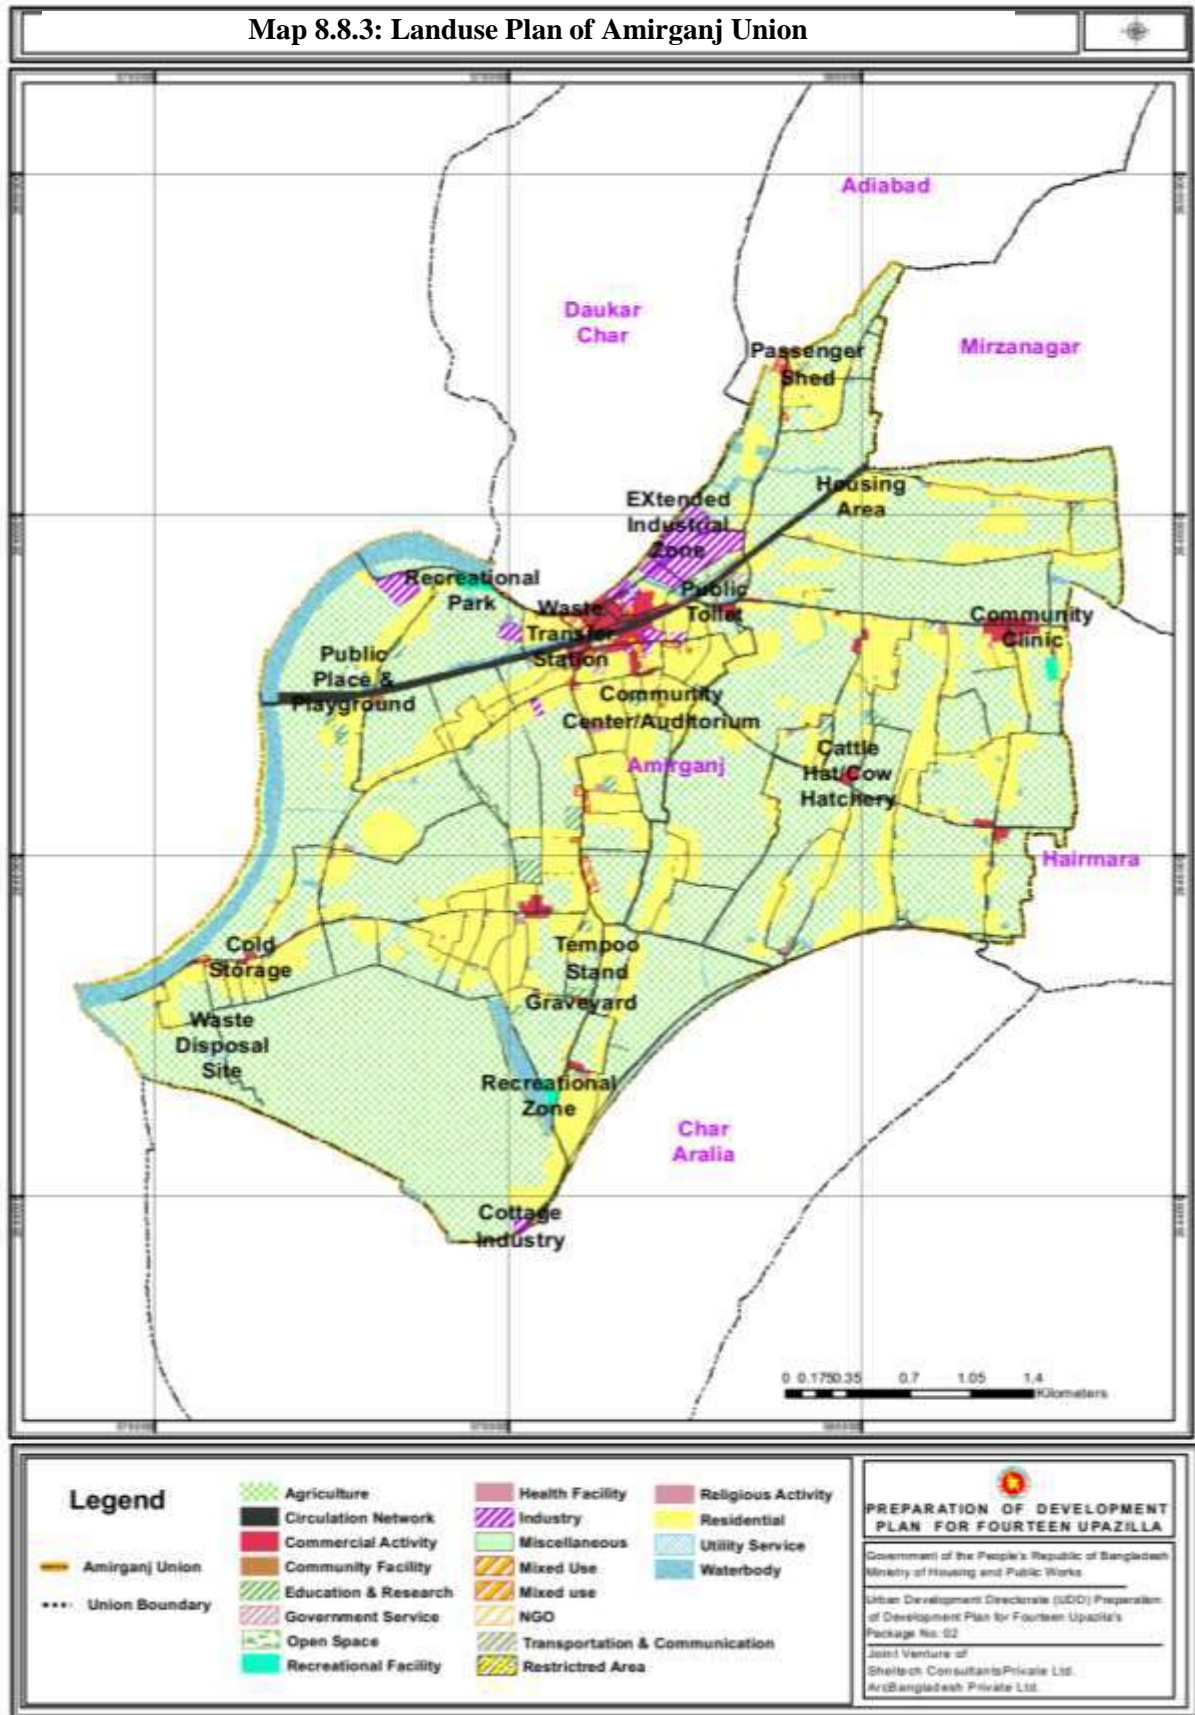 Map 8.8.3: Landuse Plan of Amirganj Union
Adiabad
Daukar
Char
Mirzanagar
Passenger
Shed
Housing
Area
EXtended
Industrial
Zone
Recreational
Park
Public
Toilet
Waste
Transfer
Station
Community
Clinic
Public
Place &
Playground
Community
Center/Auditorium
Amirganj
Cattle
Hat/Cow
Hatchery
Hairmara
Cold
Storage
Tempoo
Stand
Graveyard
Waste
Disposal
Site
Recreational
Zone
Char
Aralia
Cottage
Industry
0 0.1750.35 0.7 1.05 1.4
Kilometers
Legend
Amirganj Union
Union Boundary
Agriculture
Circulation Network
Commercial Activity
Community Facility
Education & Research
Government Service
Open Space
Recreational Facility
Health Facility
Industry
Miscellaneous
Mixed Use
Mixed use
NGO
Transportation & Communication
Restrictred Area
Religious Activity
Residential
Utility Service
Waterbody
PREPARATION OF DEVELOPMENT
PLAN FOR FOURTEEN UPAZILLA
Government of the People's Republic of Bangladesh
Ministry of Housing and Public Works
Urban Development Directorate (UDD) Preparation
of Development Plan for Fourteen Upazila's
Package No: 02
Joint Venture of
Sheltech ConsultantsPrivate Ltd.
ArcBangladesh Private Ltd.